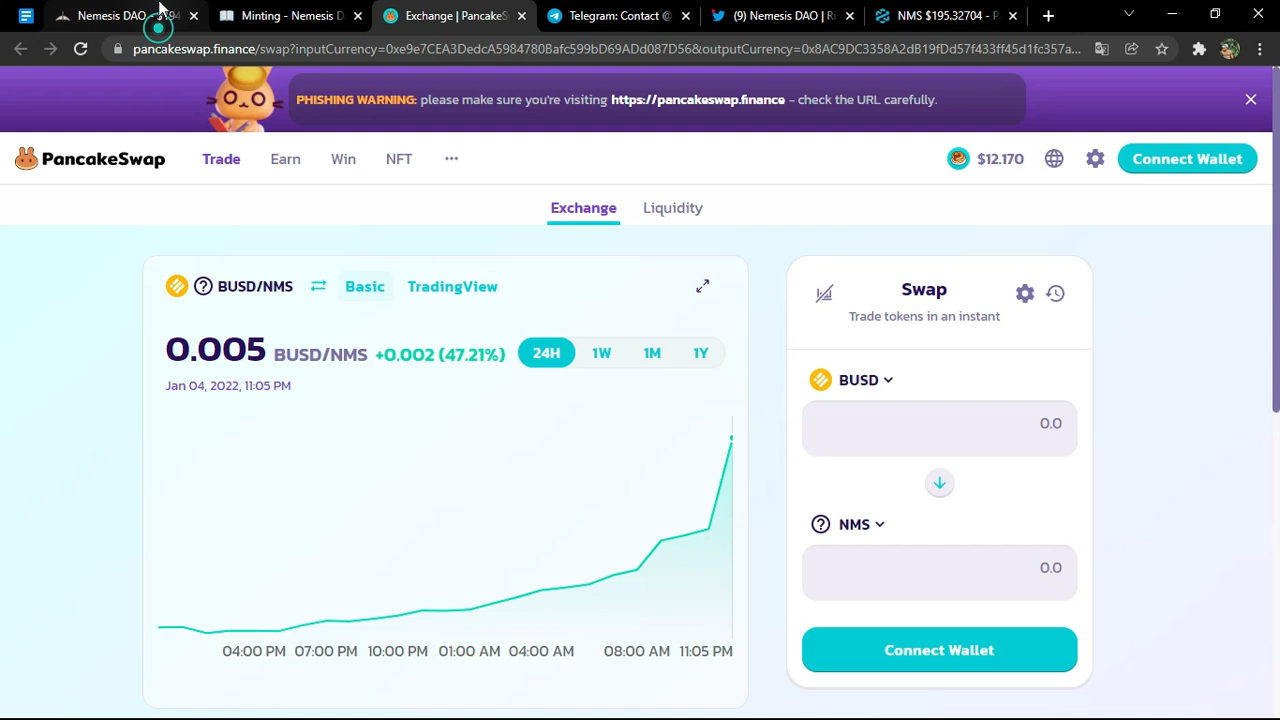 Nemesis DAO - $194
Minting - Nemesis D
Exchange | PancakeS
Telegram: Contact @
(9) Nemesis DAO | Ri
NMS $195.32704 - P
pancakeswap.finance/swap?inputCurrency=0xe9e7CEA3DedcA5984780Bafc599bD69ADd087D56&outputCurrency=0x8AC9DC3358A2dB19fDd57f433ff45d1fc357a...
PHISHING WARNING: please make sure you're visiting https://pancakeswap.finance - check the URL carefully.
PancakeSwap
Trade
Earn
Win
NFT
$12.170
Connect Wallet
Exchange
Liquidity
BUSD/NMS
Basic
TradingView
0.005 BUSD/NMS +0.002 (47.21%)
24H
1W
1M
1Y
Jan 04, 2022, 11:05 PM
04:00 PM
07:00 PM
10:00 PM
01:00 AM
04:00 AM
08:00 AM
11:05 PM
Swap
Trade tokens in an instant
BUSD
0.0
NMS
0.0
Connect Wallet